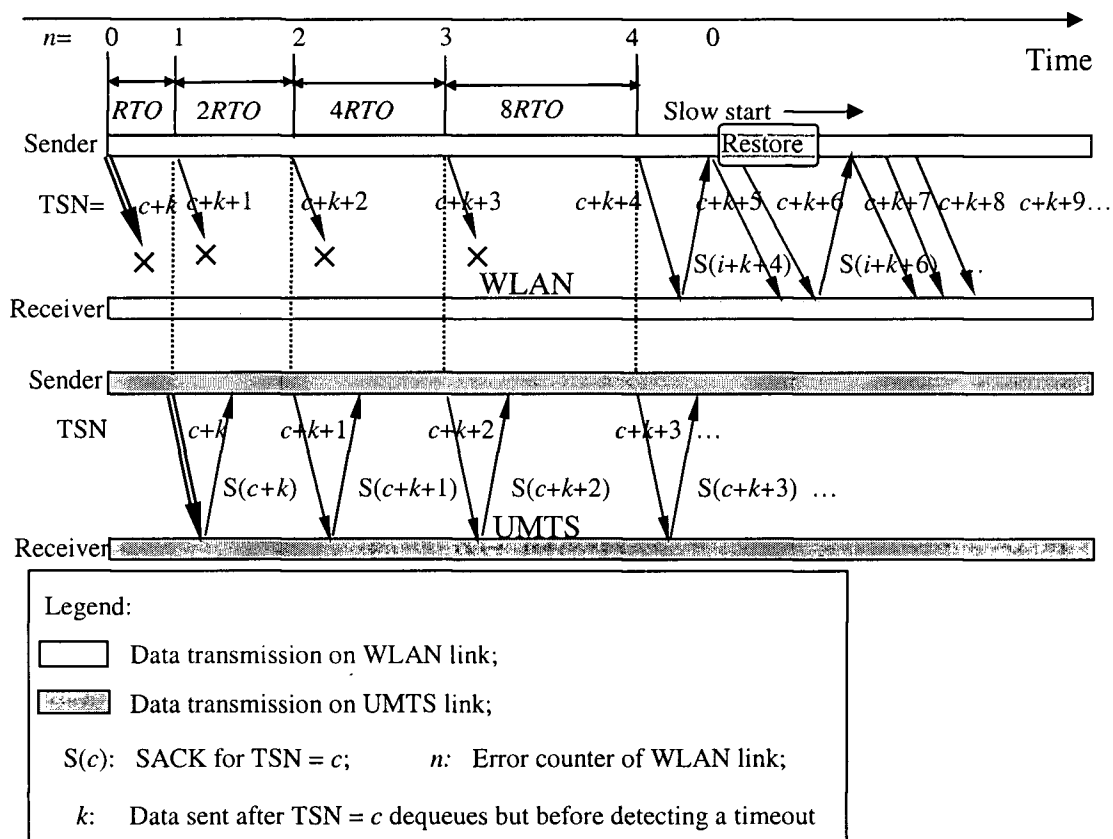 n= 0 1 2 3 4 0
Time
RTO 2RTO 4RTO 8RTO Slow start
Sender Restore
TSN= c+k c+k+1 c+k+2 c+k+3 c+k+4 c+k+5 c+k+6 c+k+7 c+k+8 c+k+9...
S(i+k+4) S(i+k+6) ...
WLAN
Receiver
Sender
TSN c+k c+k+1 c+k+2 c+k+3 ...
S(c+k) S(c+k+1) S(c+k+2) S(c+k+3) ...
UMTS
Receiver
Legend:
Data transmission on WLAN link;
Data transmission on UMTS link;
S(c): SACK for TSN = c; n: Error counter of WLAN link;
k: Data sent after TSN = c dequeues but before detecting a timeout